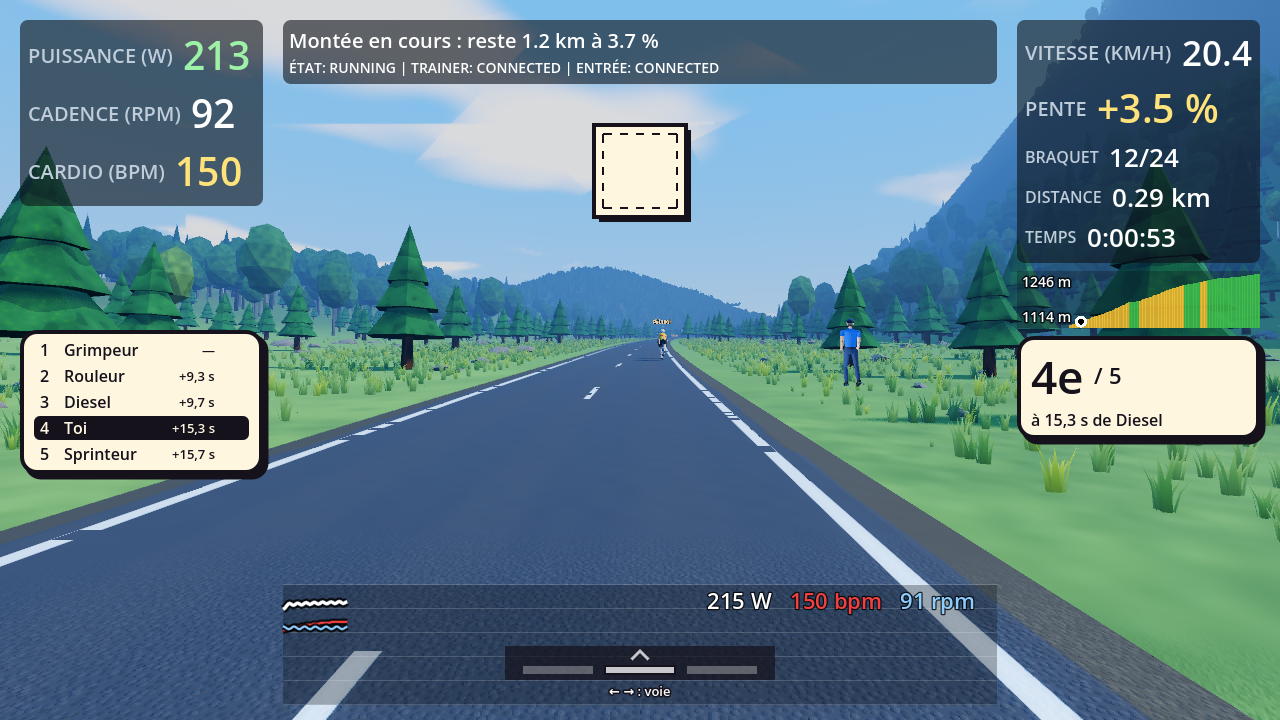 PUISSANCE (W) 213
CADENCE (RPM) 92
CARDIO (BPM) 150
Montée en cours : reste 1.2 km à 3.7 %
ÉTAT: RUNNING | TRAINER: CONNECTED | ENTRÉE: CONNECTED
VITESSE (KM/H) 20.4
PENTE +3.5 %
BRAQUET 12/24
DISTANCE 0.29 km
TEMPS 0:00:53
1246 m
1114 m
1 Grimpeur —
2 Rouleur +9,3 s
3 Diesel +9,7 s
4 Toi +15,3 s
5 Sprinteur +15,7 s
4e / 5
à 15,3 s de Diesel
215 W 150 bpm 91 rpm
← → : voie